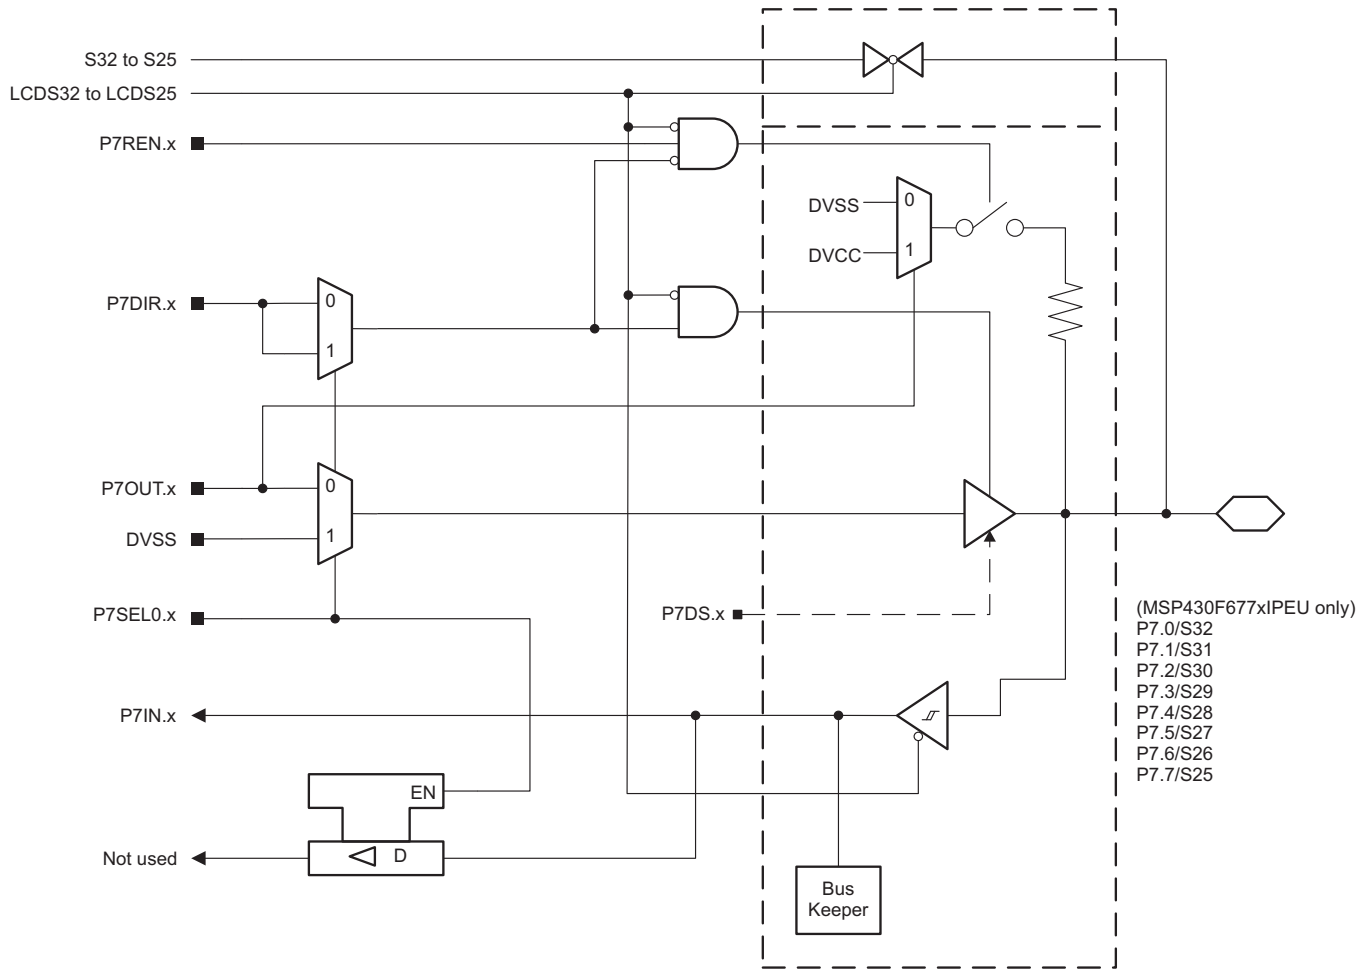 S32 to S25
LCDS32 to LCDS25
P7REN.x
DVSS
0
DVCC
1
P7DIR.x
0
1
P7OUT.x
0
DVSS
1
P7SEL0.x
P7DS.x
(MSP430F677xIPEU only)
P7.0/S32
P7.1/S31
P7.2/S30
P7.3/S29
P7.4/S28
P7.5/S27
P7.6/S26
P7.7/S25
P7IN.x
EN
Not used
D
Bus
Keeper